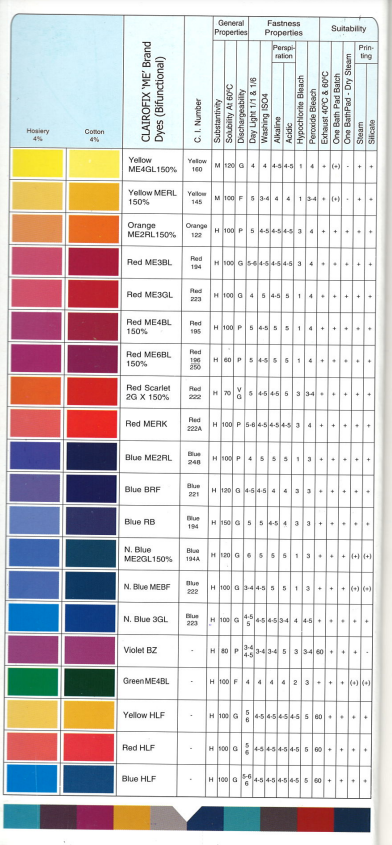 General Properties
Fastness Properties
Suitability
Perspiration
Printing
Hosiery 4%
Cotton 4%
CLAIROFIX 'ME' Brand
Dyes (Bifunctional)
C. I. Number
Substantivity
Solubility At 60°C
Dischargeability
Day Light 1/1 & 1/6
Washing ISO4
Alkaline
Acidic
Hypochlorite Bleach
Peroxide Bleach
Exhaust 40°C & 60°C
One Bath Pad Batch
One BathPad - Dry Steam
Steam
Silicate
Yellow ME4GL150% Yellow 160 M 120 G 4 4 4-5 4-5 1 4 + (+) - + +
Yellow MERL 150% Yellow 145 M 100 F 5 3-4 4 4 1 3-4 + (+) - + +
Orange ME2RL150% Orange 122 H 100 P 5 4-5 4-5 4-5 3 4 + + + + +
Red ME3BL Red 194 H 100 G 5-6 4-5 4-5 4-5 3 4 + + + + +
Red ME3GL Red 223 H 100 G 4 5 4-5 5 1 4 + + + + +
Red ME4BL 150% Red 195 H 100 P 5 4-5 5 5 1 4 + + + + +
Red ME6BL 150% Red 196 250 H 60 P 5 4-5 5 5 1 4 + + + + +
Red Scarlet 2G X 150% Red 222 H 70 V G 5 4-5 4-5 5 3 3-4 + + + + +
Red MERK Red 222A H 100 P 5-6 4-5 4-5 4-5 3 4 + + + + +
Blue ME2RL Blue 248 H 100 P 4 5 5 5 1 3 + + + + +
Blue BRF Blue 221 H 120 G 4-5 4-5 4 4 3 3 + + + + +
Blue RB Blue 194 H 150 G 5 5 4-5 4 3 3 + + + + +
N. Blue ME2GL150% Blue 194A H 120 G 6 5 5 5 1 3 + + + (+) (+)
N. Blue MEBF Blue 222 H 100 G 3-4 4-5 5 5 1 3 + + + (+) (+)
N. Blue 3GL Blue 223 H 100 G 4-5 5 4-5 4-5 3-4 4 4-5 + + + + +
Violet BZ - H 80 P 3-4 4-5 3-4 3-4 5 3 3-4 60 + + + -
Green ME4BL - H 100 F 4 4 4 4 2 3 + + + (+) (+)
Yellow HLF - H 100 G 5 6 4-5 4-5 4-5 4-5 5 60 + + + +
Red HLF - H 100 G 5 6 4-5 4-5 4-5 4-5 5 60 + + + +
Blue HLF - H 100 G 5-6 6 4-5 4-5 4-5 4-5 5 60 + + + +